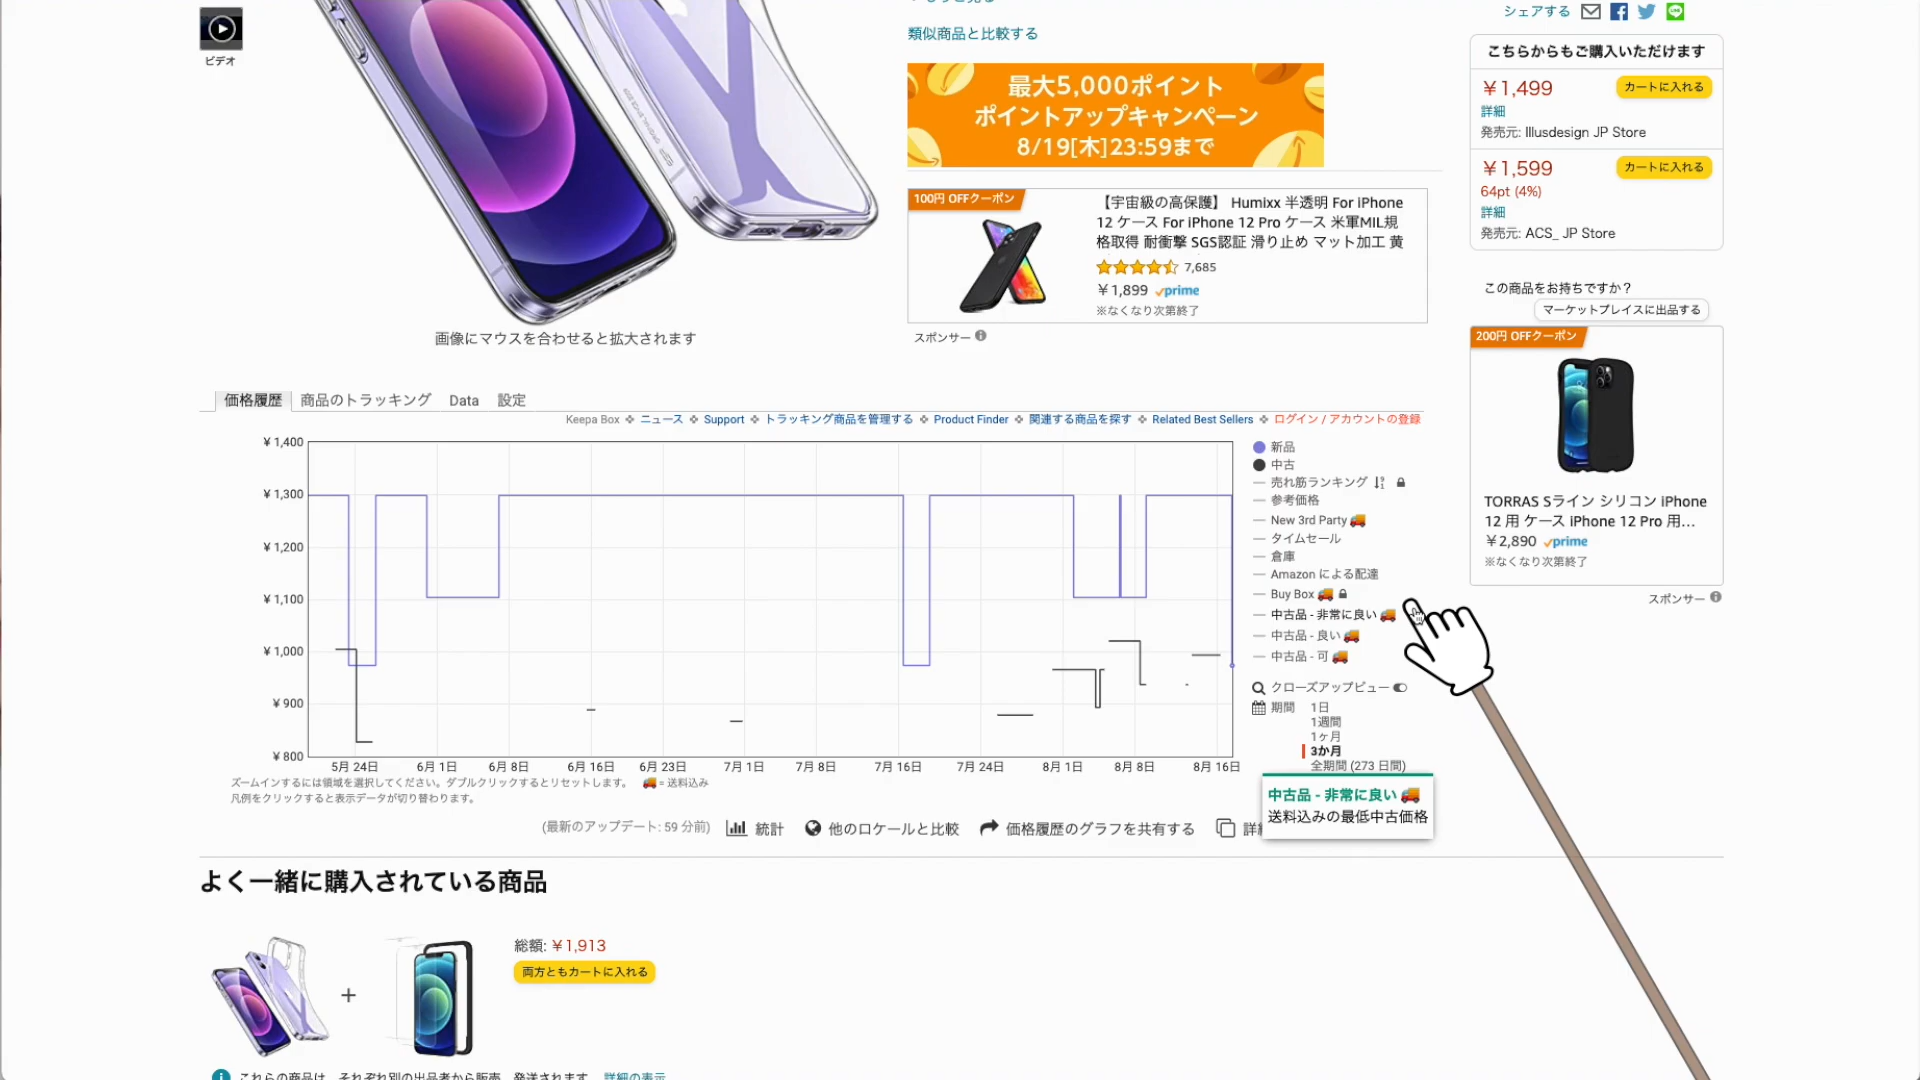 ビデオ
類似商品と比較する
最大5,000ポイント
ポイントアップキャンペーン
8/19[木]23:59まで
100円 OFFクーポン
【宇宙級の高保護】 Humixx 半透明 For iPhone
12 ケース For iPhone 12 Pro ケース 米軍MIL規
格取得 耐衝撃 SGS認証 滑り止め マット加工 黄
7,685
￥1,899 prime
※なくなり次第終了
スポンサー
画像にマウスを合わせると拡大されます
シェアする
こちらからもご購入いただけます
￥1,499
カートに入れる
詳細
発売元: Illusdesign JP Store
￥1,599
カートに入れる
64pt (4%)
詳細
発売元: ACS_ JP Store
この商品をお持ちですか？
マーケットプレイスに出品する
200円 OFFクーポン
TORRAS Sライン シリコン iPhone
12 用 ケース iPhone 12 Pro 用...
￥2,890 prime
※なくなり次第終了
スポンサー
価格履歴 商品のトラッキング Data 設定
Keepa Box ニュース Support トラッキング商品を管理する Product Finder 関連する商品を探す Related Best Sellers ログイン / アカウントの登録
¥ 1,400
¥ 1,300
¥ 1,200
¥ 1,100
¥ 1,000
¥ 900
¥ 800
5月 24日 6月 1日 6月 8日 6月 16日 6月 23日 7月 1日 7月 8日 7月 16日 7月 24日 8月 1日 8月 8日 8月 16日
新品
中古
売れ筋ランキング
参考価格
New 3rd Party
タイムセール
倉庫
Amazon による配達
Buy Box
中古品 - 非常に良い
中古品 - 良い
中古品 - 可
クローズアップビュー
期間 1日
1週間
1ヶ月
3か月
全期間 (273 日間)
ズームインするには領域を選択してください。ダブルクリックするとリセットします。 = 送料込み
凡例をクリックすると表示データが切り替わります。
中古品 - 非常に良い
送料込みの最低中古価格
(最新のアップデート: 59 分前) 統計 他のロケールと比較 価格履歴のグラフを共有する
よく一緒に購入されている商品
+
総額: ￥1,913
両方ともカートに入れる
これらの商品は、それぞれ別の出品者から販売、発送されます。 詳細の表示